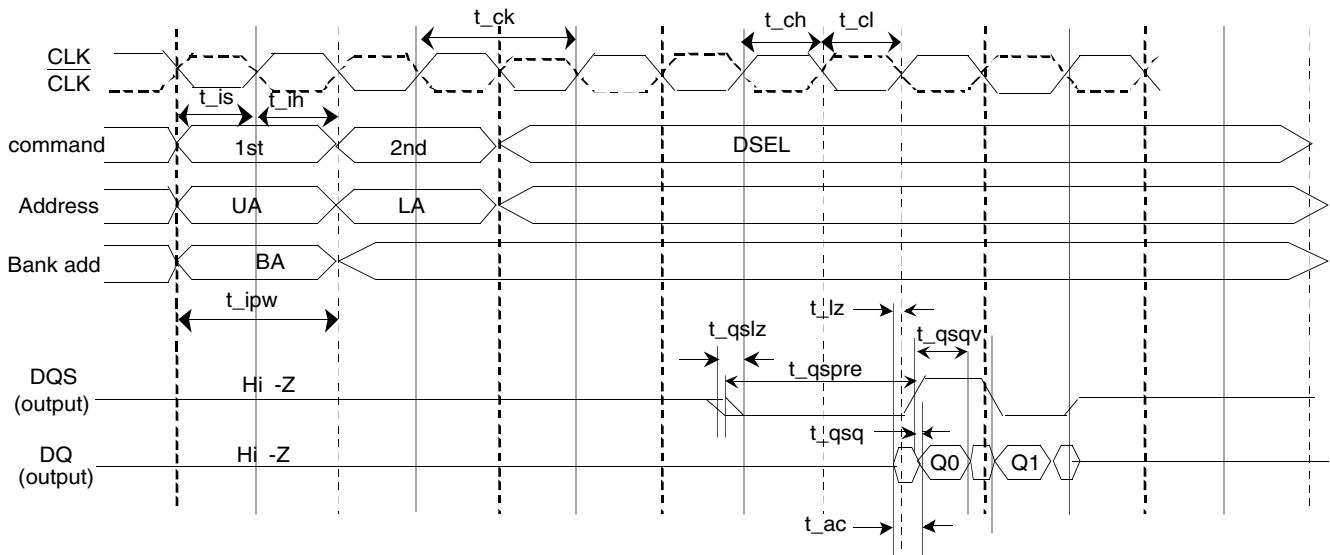 t_ck
t_ch
t_cl
CLK
CLK
t_is
t_ih
command
1st
2nd
DSEL
Address
UA
LA
Bank add
BA
t_ipw
t_lz
t_qslz
t_qsqv
t_qspre
DQS
(output)
Hi -Z
t_qsq
DQ
(output)
Hi -Z
Q0
Q1
t_ac